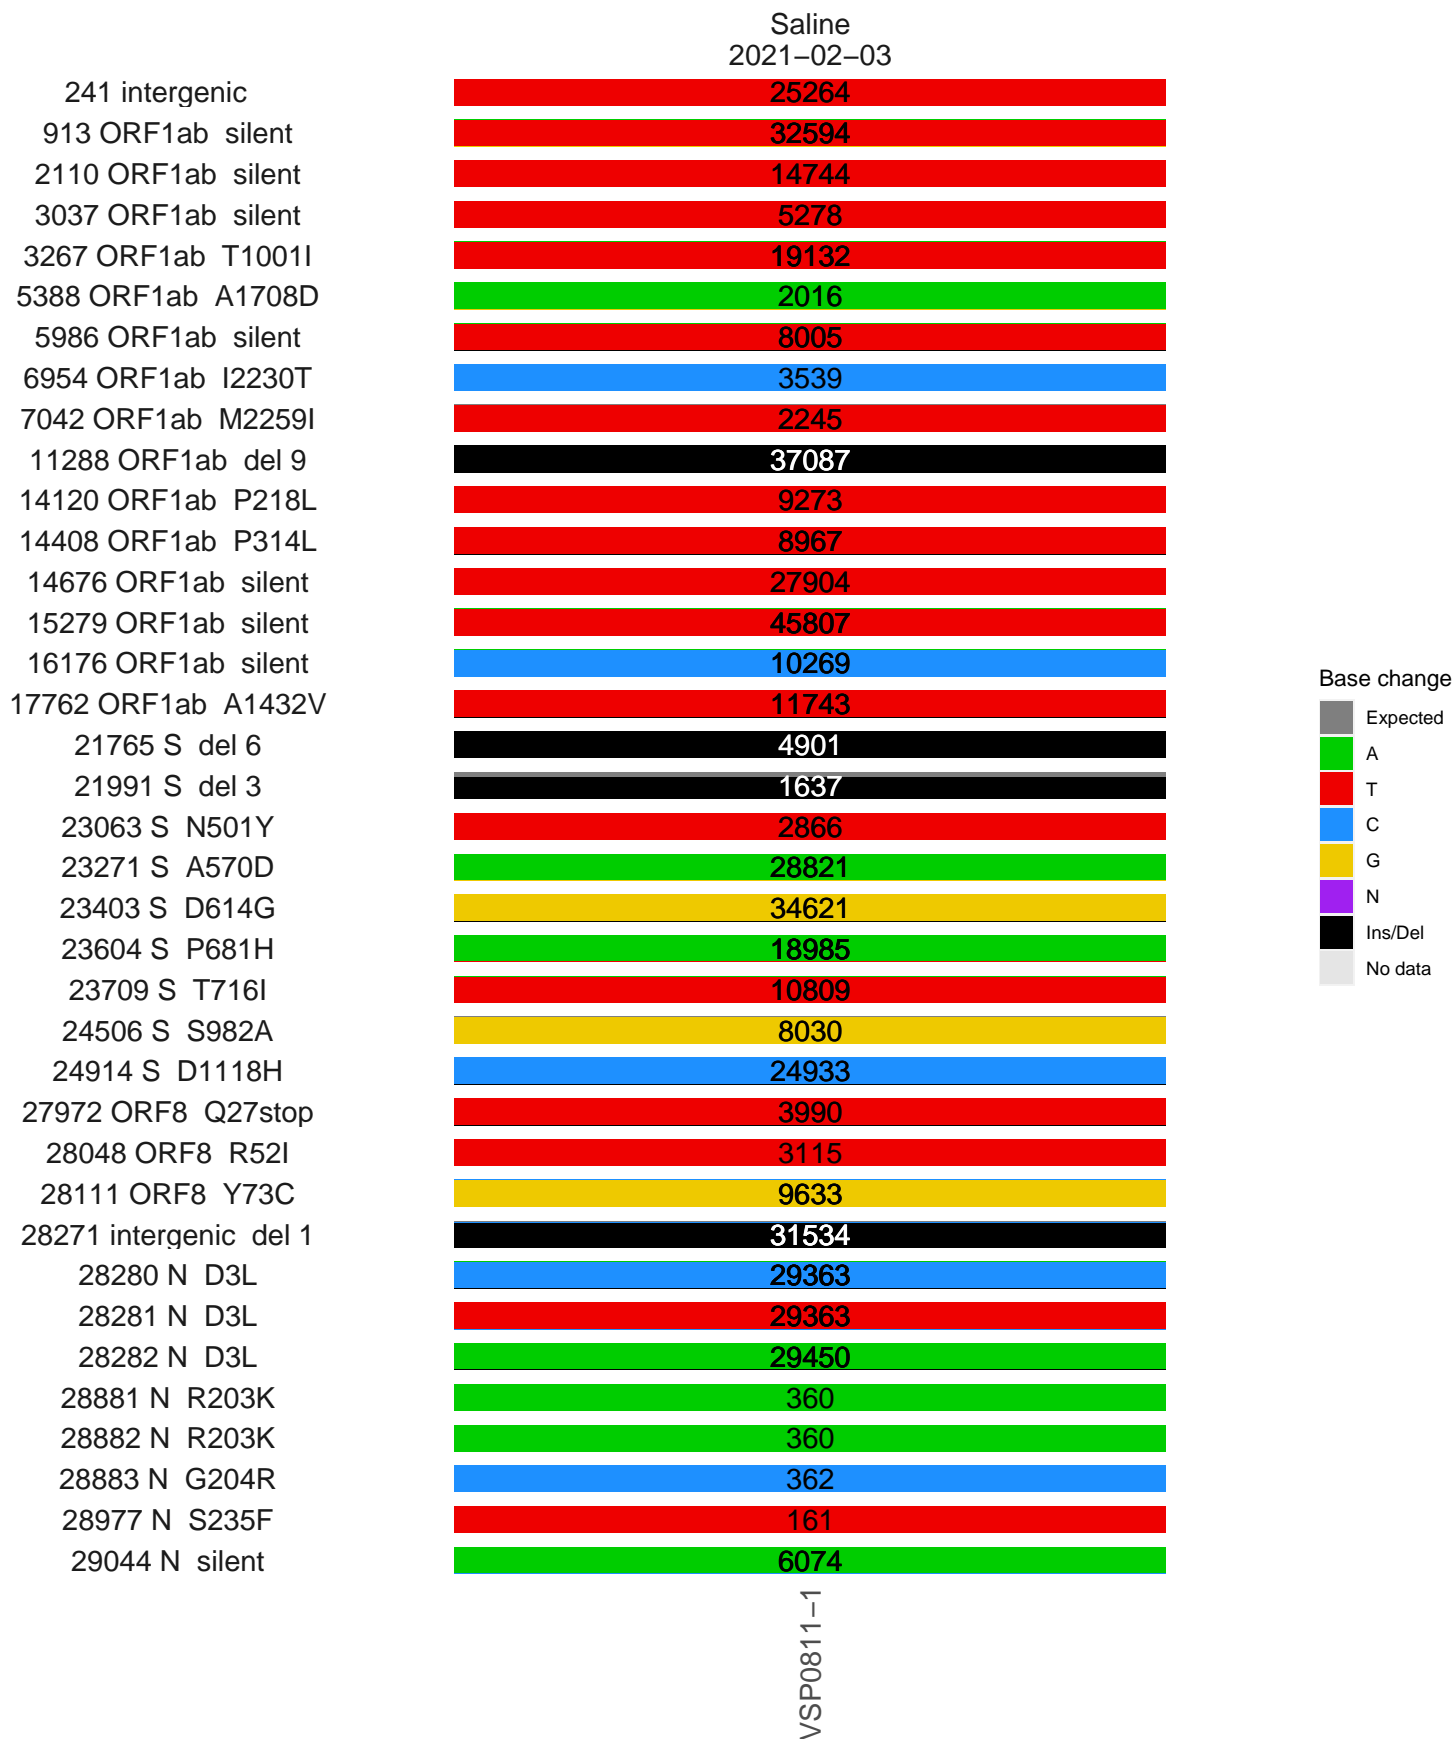 Saline
2021−02−03
241 intergenic 25264
913 ORF1ab silent 32594
2110 ORF1ab silent 14744
3037 ORF1ab silent 5278
3267 ORF1ab T1001I 19132
5388 ORF1ab A1708D 2016
5986 ORF1ab silent 8005
6954 ORF1ab I2230T 3539
7042 ORF1ab M2259I 2245
11288 ORF1ab del 9 37087
14120 ORF1ab P218L 9273
14408 ORF1ab P314L 8967
14676 ORF1ab silent 27904
15279 ORF1ab silent 45807
16176 ORF1ab silent 10269
17762 ORF1ab A1432V 11743
21765 S del 6 4901
21991 S del 3 1637
23063 S N501Y 2866
23271 S A570D 28821
23403 S D614G 34621
23604 S P681H 18985
23709 S T716I 10809
24506 S S982A 8030
24914 S D1118H 24933
27972 ORF8 Q27stop 3990
28048 ORF8 R52I 3115
28111 ORF8 Y73C 9633
28271 intergenic del 1 31534
28280 N D3L 29363
28281 N D3L 29363
28282 N D3L 29450
28881 N R203K 360
28882 N R203K 360
28883 N G204R 362
28977 N S235F 161
29044 N silent 6074
VSP0811−1
Base change
Expected
A
T
C
G
N
Ins/Del
No data